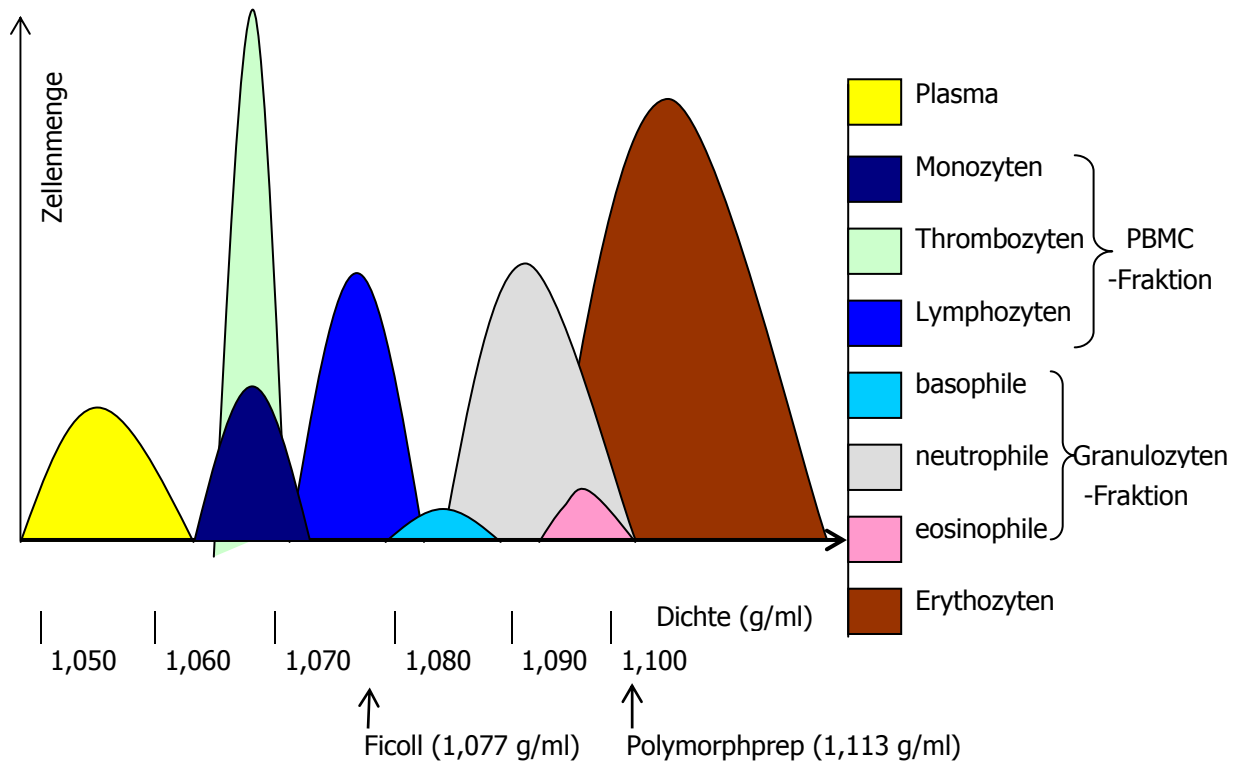 Zellenmenge
Plasma
Monozyten
Thrombozyten
Lymphozyten
PBMC
-Fraktion
basophile
neutrophile
eosinophile
Granulozyten
-Fraktion
Erythozyten
Dichte (g/ml)
1,050 1,060 1,070 1,080 1,090 1,100
Ficoll (1,077 g/ml) Polymorphprep (1,113 g/ml)